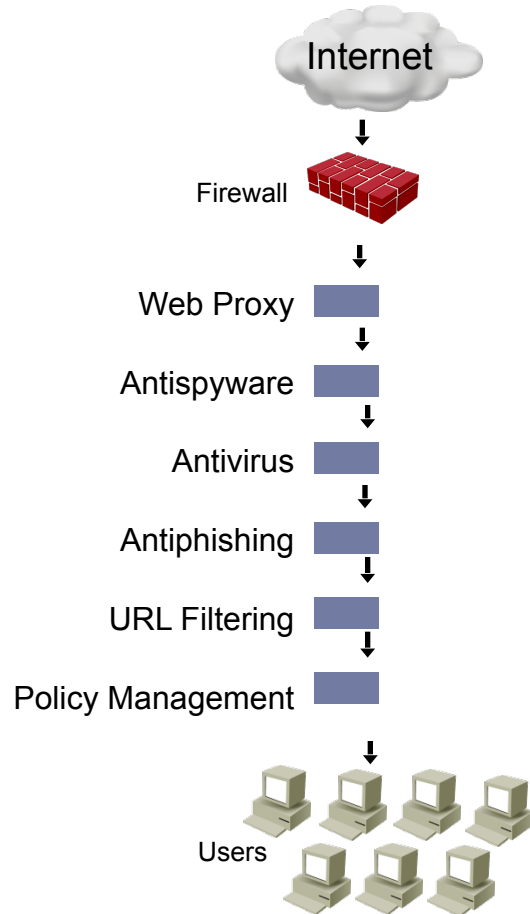 Internet
Firewall
Web Proxy
Antispyware
Antivirus
Antiphishing
URL Filtering
Policy Management
Users